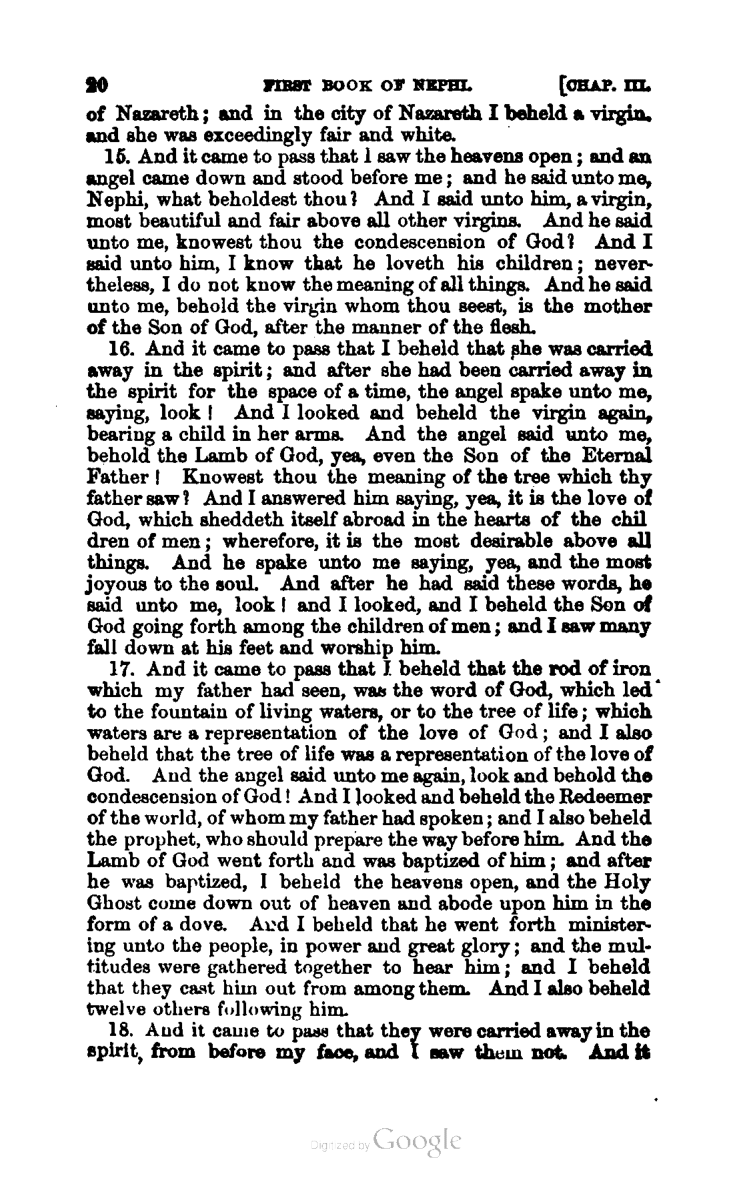 20 FIRST BOOK OF NEPHI. [CHAP. III.
of Nazareth; and in the city of Nazareth I beheld a virgin,
and she was exceedingly fair and white.
15. And it came to pass that I saw the heavens open; and an
angel came down and stood before me; and he said unto me,
Nephi, what beholdest thou? And I said unto him, a virgin,
most beautiful and fair above all other virgins. And he said
unto me, knowest thou the condescension of God? And I
said unto him, I know that he loveth his children; never-
theless, I do not know the meaning of all things. And he said
unto me, behold the virgin whom thou seest, is the mother
of the Son of God, after the manner of the flesh.
16. And it came to pass that I beheld that she was carried
away in the spirit; and after she had been carried away in
the spirit for the space of a time, the angel spake unto me,
saying, look! And I looked and beheld the virgin again,
bearing a child in her arms. And the angel said unto me,
behold the Lamb of God, yea, even the Son of the Eternal
Father! Knowest thou the meaning of the tree which thy
father saw? And I answered him saying, yea, it is the love of
God, which sheddeth itself abroad in the hearts of the chil
dren of men; wherefore, it is the most desirable above all
things. And he spake unto me saying, yea, and the most
joyous to the soul. And after he had said these words, he
said unto me, look! and I looked, and I beheld the Son of
God going forth among the children of men; and I saw many
fall down at his feet and worship him.
17. And it came to pass that I beheld that the rod of iron
which my father had seen, was the word of God, which led
to the fountain of living waters, or to the tree of life; which
waters are a representation of the love of God; and I also
beheld that the tree of life was a representation of the love of
God. And the angel said unto me again, look and behold the
condescension of God! And I looked and beheld the Redeemer
of the world, of whom my father had spoken; and I also beheld
the prophet, who should prepare the way before him. And the
Lamb of God went forth and was baptized of him; and after
he was baptized, I beheld the heavens open, and the Holy
Ghost come down out of heaven and abode upon him in the
form of a dove. And I beheld that he went forth minister-
ing unto the people, in power and great glory; and the mul-
titudes were gathered together to hear him; and I beheld
that they cast him out from among them. And I also beheld
twelve others following him.
18. And it came to pass that they were carried away in the
spirit, from before my face, and I saw them not. And it
Digitized by Google